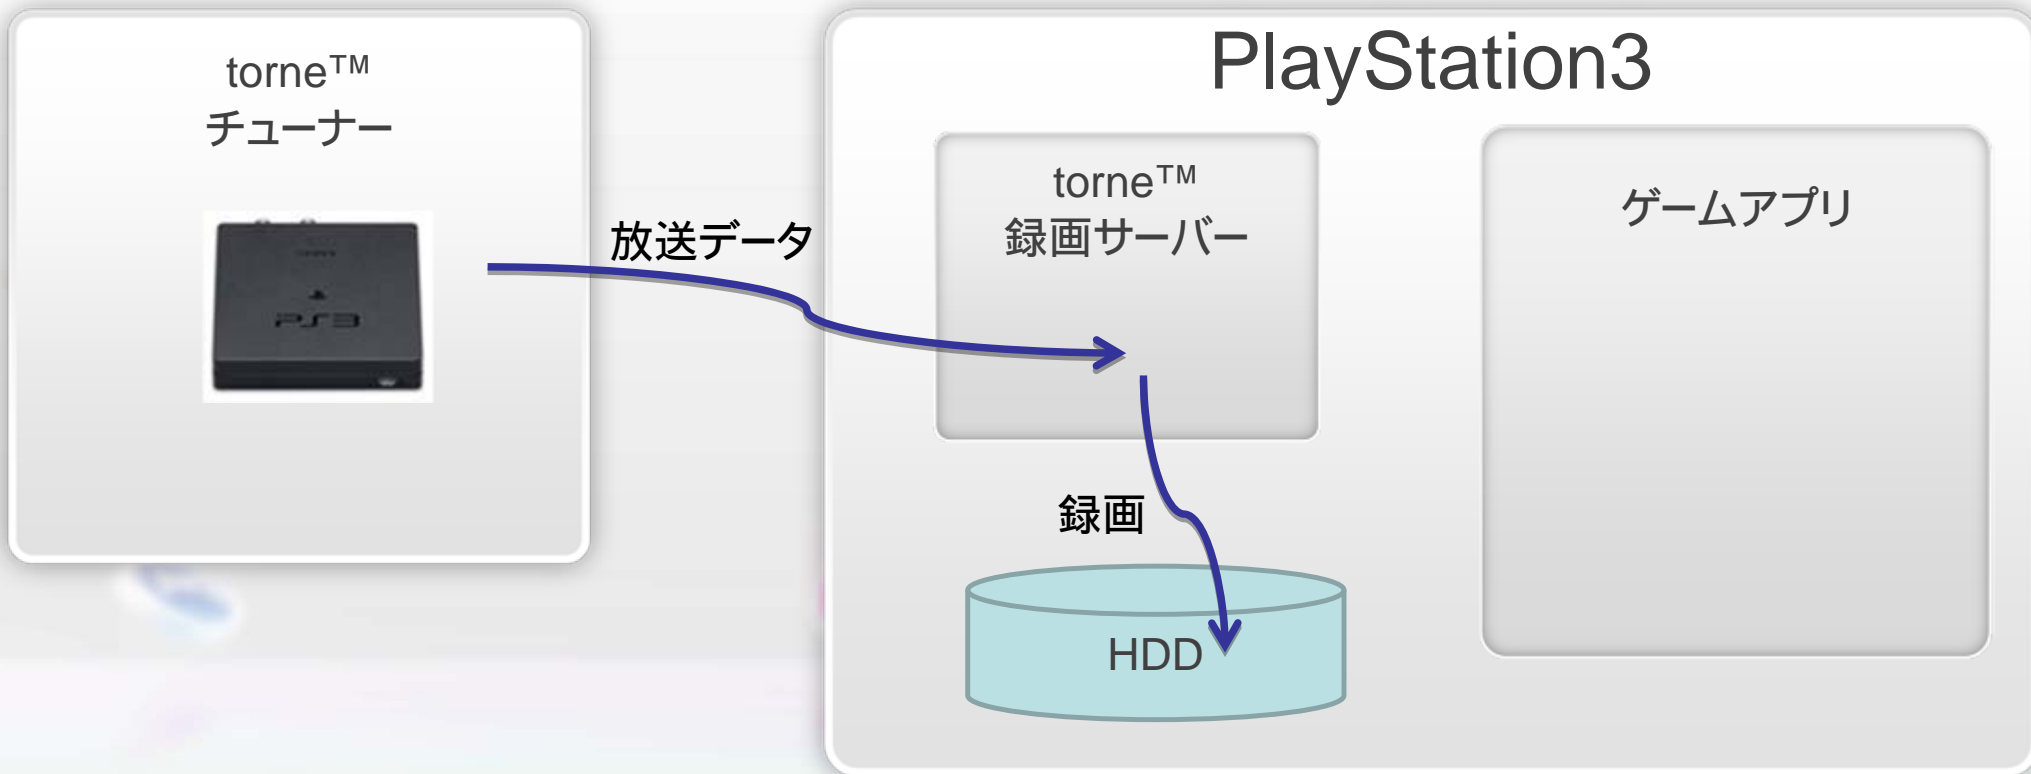 torne™
チューナー
PS3
放送データ
PlayStation3
torne™
録画サーバー
ゲームアプリ
録画
HDD